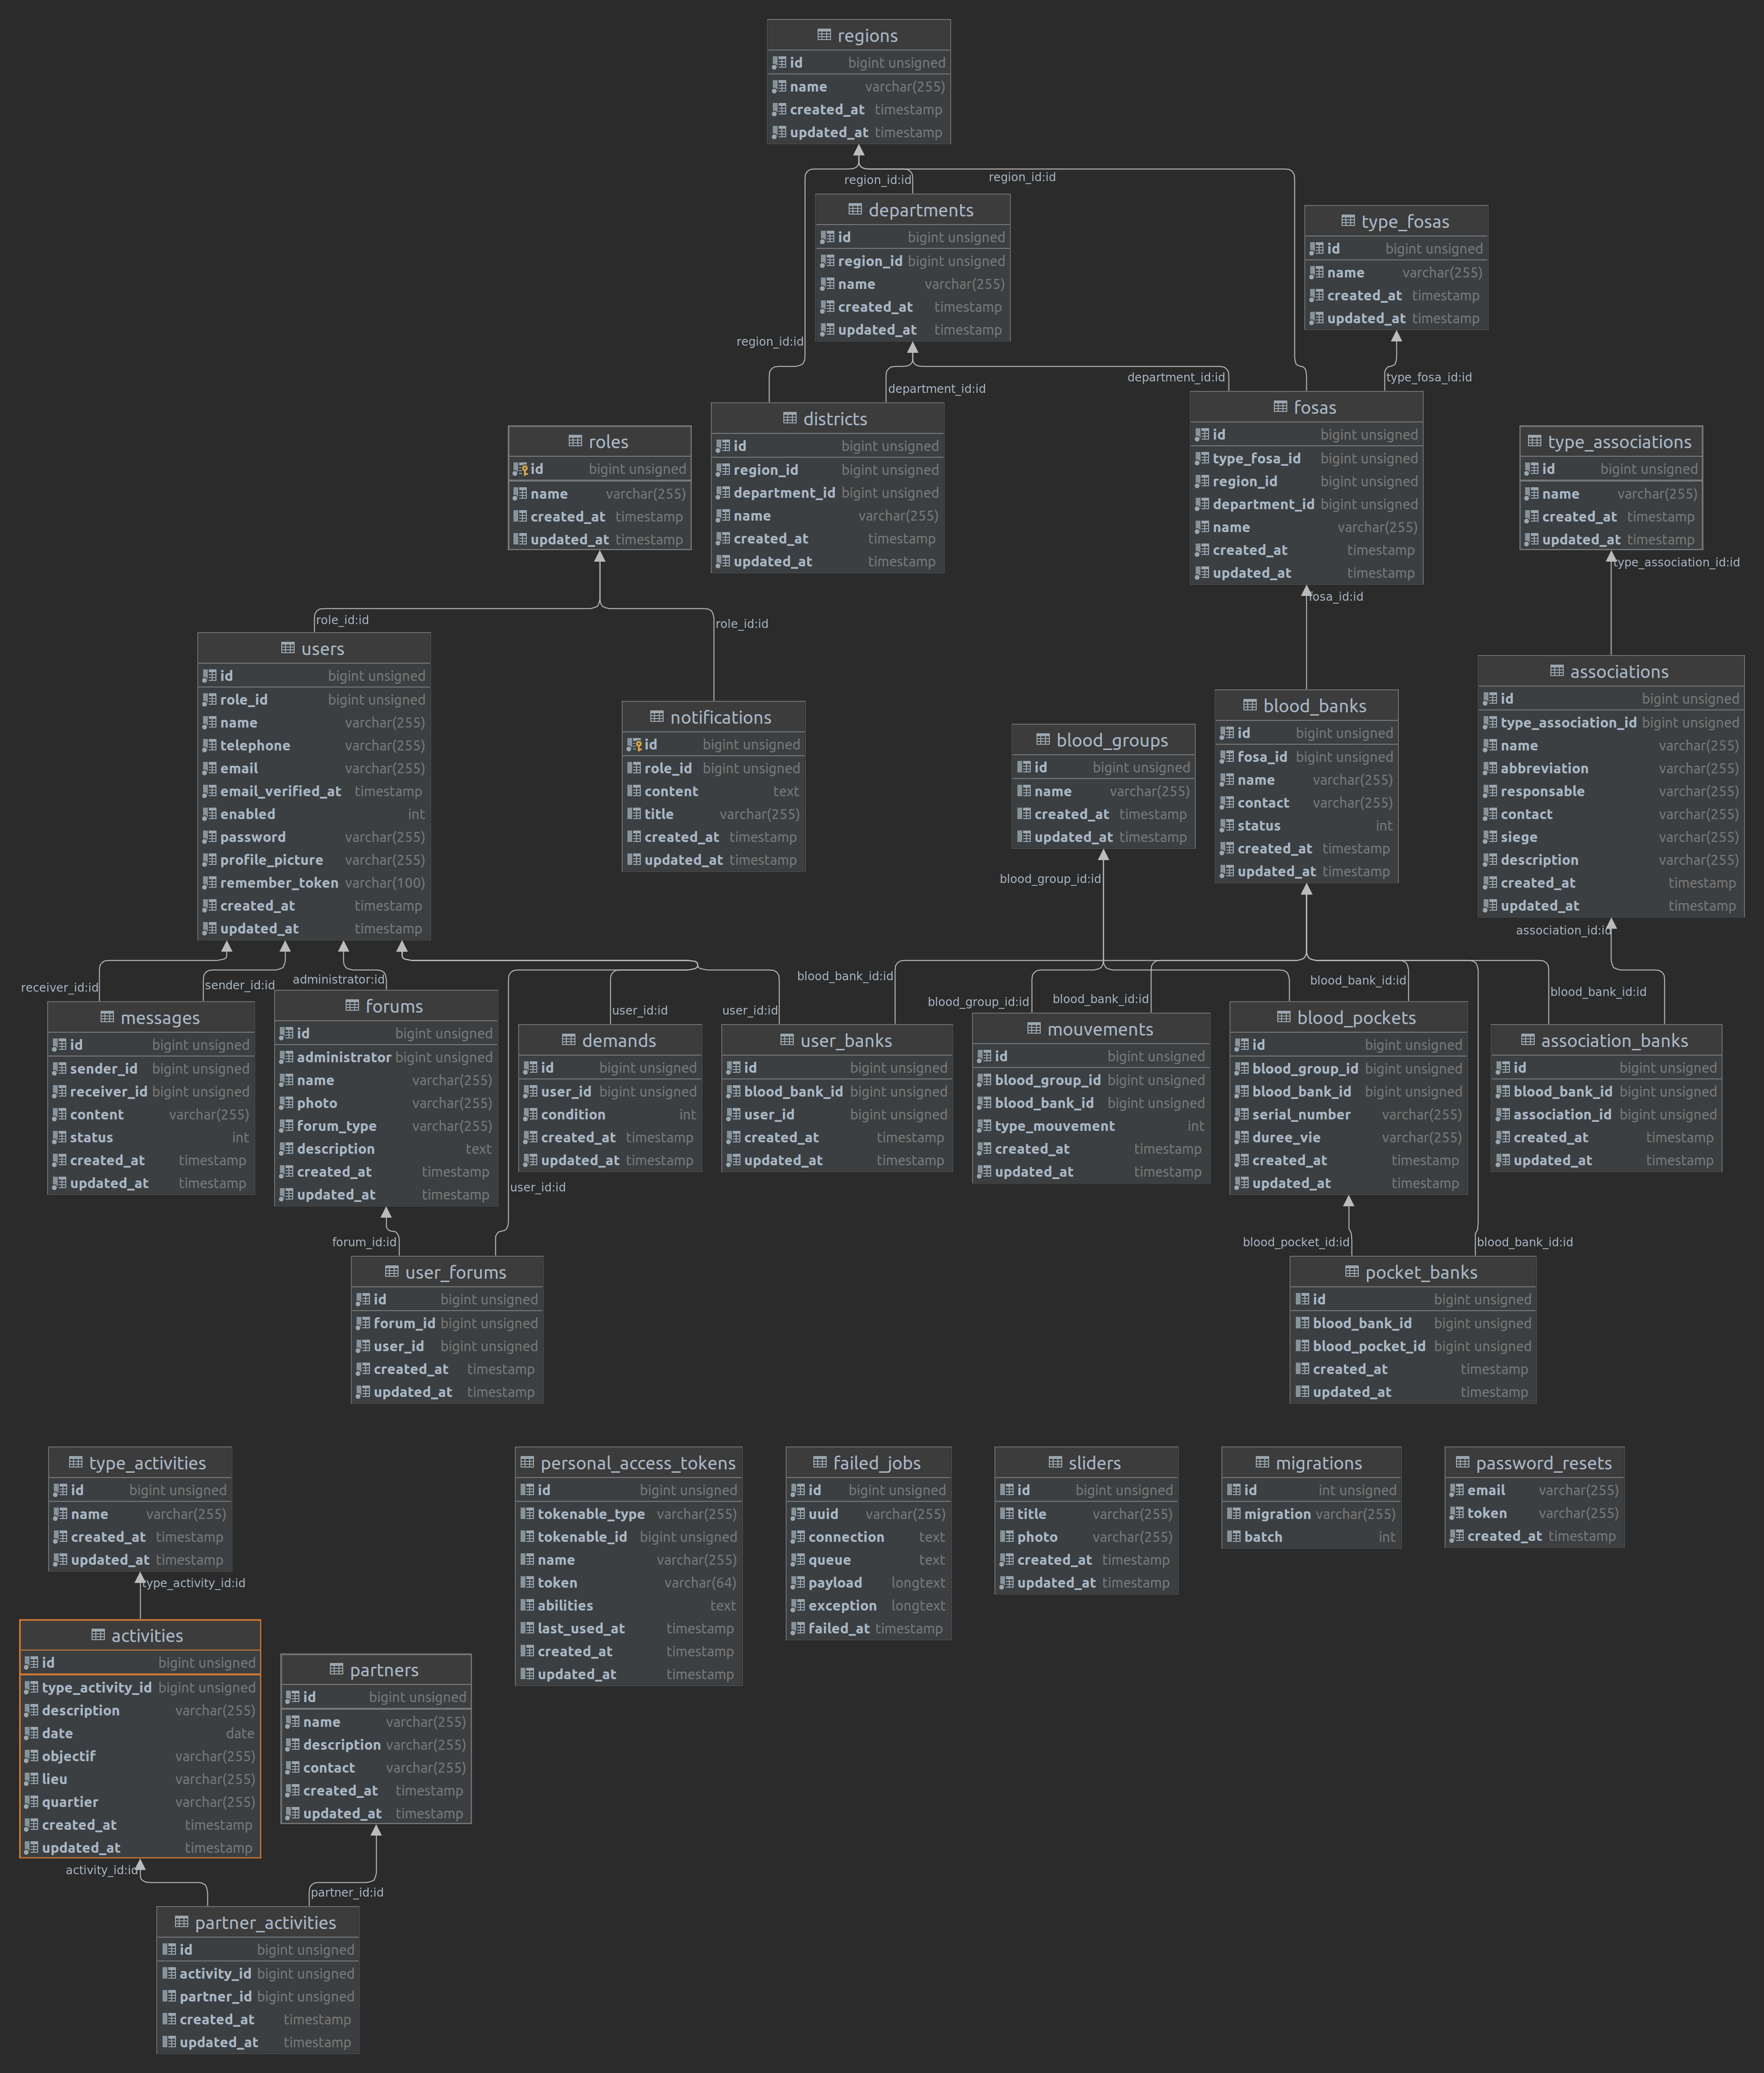 regions
id bigint unsigned
name varchar(255)
created_at timestamp
updated_at timestamp
region_id:id
region_id:id
region_id:id
departments
id bigint unsigned
region_id bigint unsigned
name varchar(255)
created_at timestamp
updated_at timestamp
type_fosas
id bigint unsigned
name varchar(255)
created_at timestamp
updated_at timestamp
department_id:id
department_id:id
type_fosa_id:id
districts
id bigint unsigned
region_id bigint unsigned
department_id bigint unsigned
name varchar(255)
created_at timestamp
updated_at timestamp
fosas
id bigint unsigned
type_fosa_id bigint unsigned
region_id bigint unsigned
department_id bigint unsigned
name varchar(255)
created_at timestamp
updated_at timestamp
roles
id bigint unsigned
name varchar(255)
created_at timestamp
updated_at timestamp
type_associations
id bigint unsigned
name varchar(255)
created_at timestamp
updated_at timestamp
type_association_id:id
fosa_id:id
role_id:id
role_id:id
users
id bigint unsigned
role_id bigint unsigned
name varchar(255)
telephone varchar(255)
email varchar(255)
email_verified_at timestamp
enabled int
password varchar(255)
profile_picture varchar(255)
remember_token varchar(100)
created_at timestamp
updated_at timestamp
notifications
id bigint unsigned
role_id bigint unsigned
content text
title varchar(255)
created_at timestamp
updated_at timestamp
blood_groups
id bigint unsigned
name varchar(255)
created_at timestamp
updated_at timestamp
blood_banks
id bigint unsigned
fosa_id bigint unsigned
name varchar(255)
contact varchar(255)
status int
created_at timestamp
updated_at timestamp
associations
id bigint unsigned
type_association_id bigint unsigned
name varchar(255)
abbreviation varchar(255)
responsable varchar(255)
contact varchar(255)
siege varchar(255)
description varchar(255)
created_at timestamp
updated_at timestamp
blood_group_id:id
association_id:id
receiver_id:id
sender_id:id
administrator:id
user_id:id
user_id:id
blood_bank_id:id
blood_group_id:id
blood_bank_id:id
blood_bank_id:id
blood_bank_id:id
messages
id bigint unsigned
sender_id bigint unsigned
receiver_id bigint unsigned
content varchar(255)
status int
created_at timestamp
updated_at timestamp
forums
id bigint unsigned
administrator bigint unsigned
name varchar(255)
photo varchar(255)
forum_type varchar(255)
description text
created_at timestamp
updated_at timestamp
demands
id bigint unsigned
user_id bigint unsigned
condition int
created_at timestamp
updated_at timestamp
user_banks
id bigint unsigned
blood_bank_id bigint unsigned
user_id bigint unsigned
created_at timestamp
updated_at timestamp
mouvements
id bigint unsigned
blood_group_id bigint unsigned
blood_bank_id bigint unsigned
type_mouvement int
created_at timestamp
updated_at timestamp
blood_pockets
id bigint unsigned
blood_group_id bigint unsigned
blood_bank_id bigint unsigned
serial_number varchar(255)
duree_vie varchar(255)
created_at timestamp
updated_at timestamp
association_banks
id bigint unsigned
blood_bank_id bigint unsigned
association_id bigint unsigned
created_at timestamp
updated_at timestamp
user_id:id
forum_id:id
blood_pocket_id:id
blood_bank_id:id
user_forums
id bigint unsigned
forum_id bigint unsigned
user_id bigint unsigned
created_at timestamp
updated_at timestamp
pocket_banks
id bigint unsigned
blood_bank_id bigint unsigned
blood_pocket_id bigint unsigned
created_at timestamp
updated_at timestamp
type_activities
id bigint unsigned
name varchar(255)
created_at timestamp
updated_at timestamp
type_activity_id:id
personal_access_tokens
id bigint unsigned
tokenable_type varchar(255)
tokenable_id bigint unsigned
name varchar(255)
token varchar(64)
abilities text
last_used_at timestamp
created_at timestamp
updated_at timestamp
failed_jobs
id bigint unsigned
uuid varchar(255)
connection text
queue text
payload longtext
exception longtext
failed_at timestamp
sliders
id bigint unsigned
title varchar(255)
photo varchar(255)
created_at timestamp
updated_at timestamp
migrations
id int unsigned
migration varchar(255)
batch int
password_resets
email varchar(255)
token varchar(255)
created_at timestamp
activities
id bigint unsigned
type_activity_id bigint unsigned
description varchar(255)
date date
objectif varchar(255)
lieu varchar(255)
quartier varchar(255)
created_at timestamp
updated_at timestamp
partners
id bigint unsigned
name varchar(255)
description varchar(255)
contact varchar(255)
created_at timestamp
updated_at timestamp
activity_id:id
partner_id:id
partner_activities
id bigint unsigned
activity_id bigint unsigned
partner_id bigint unsigned
created_at timestamp
updated_at timestamp